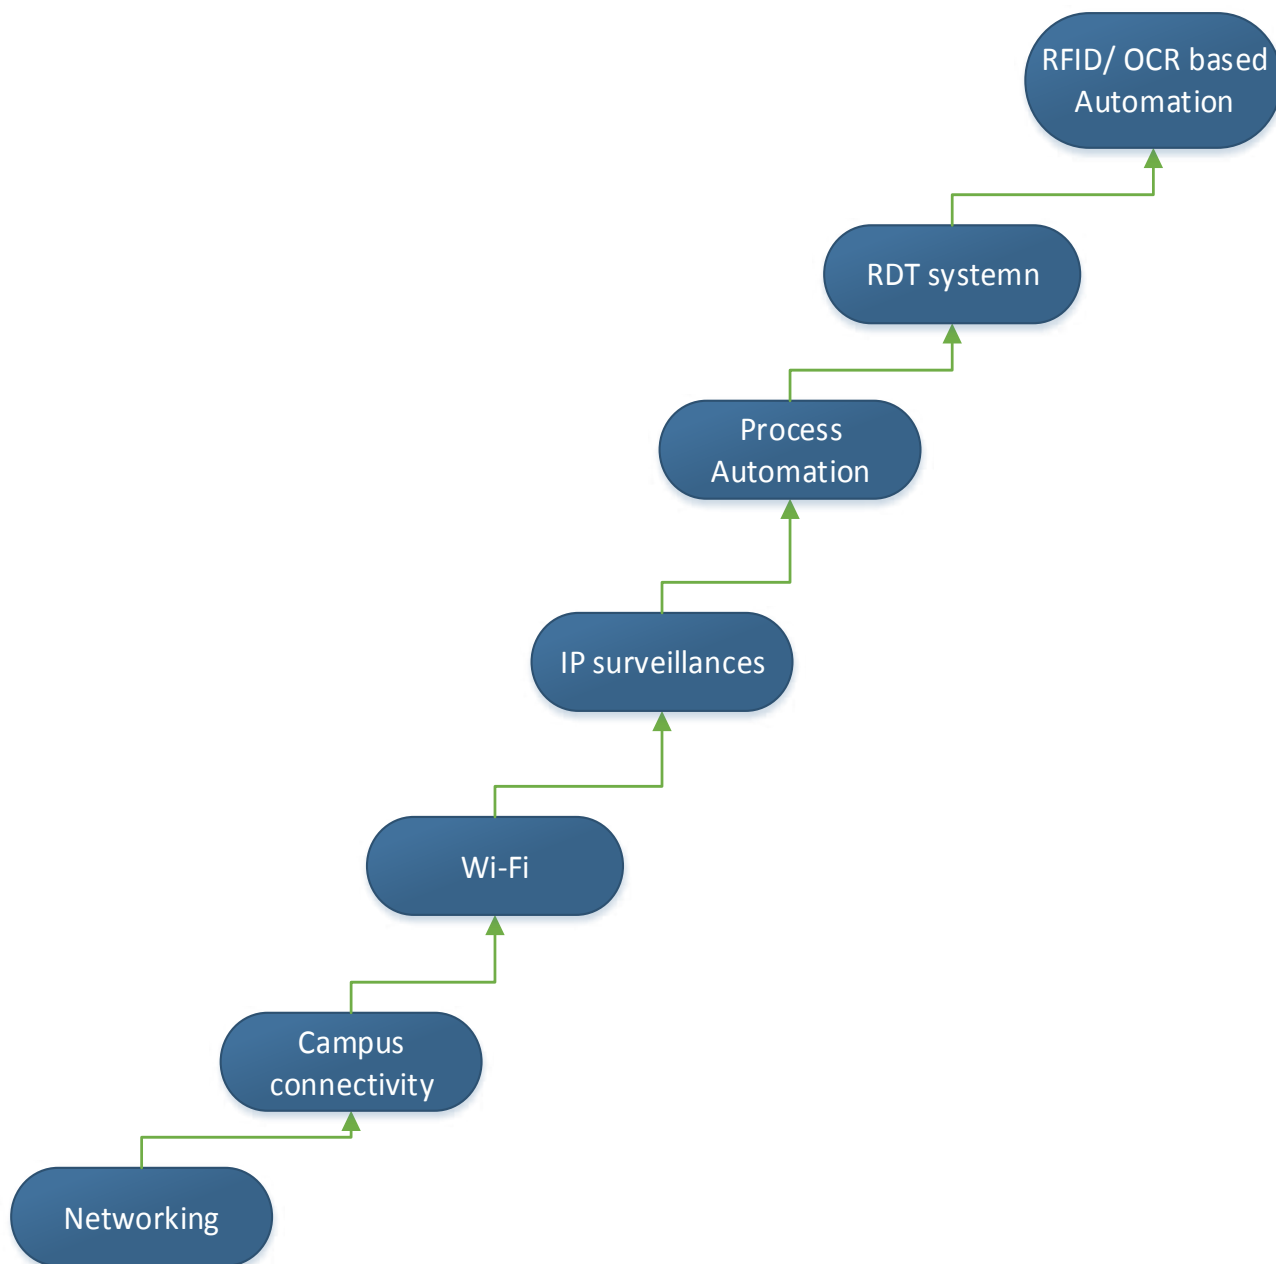 RFID/ OCR based
Automation
RDT systemn
Process
Automation
IP surveillances
Wi-Fi
Campus
connectivity
Networking